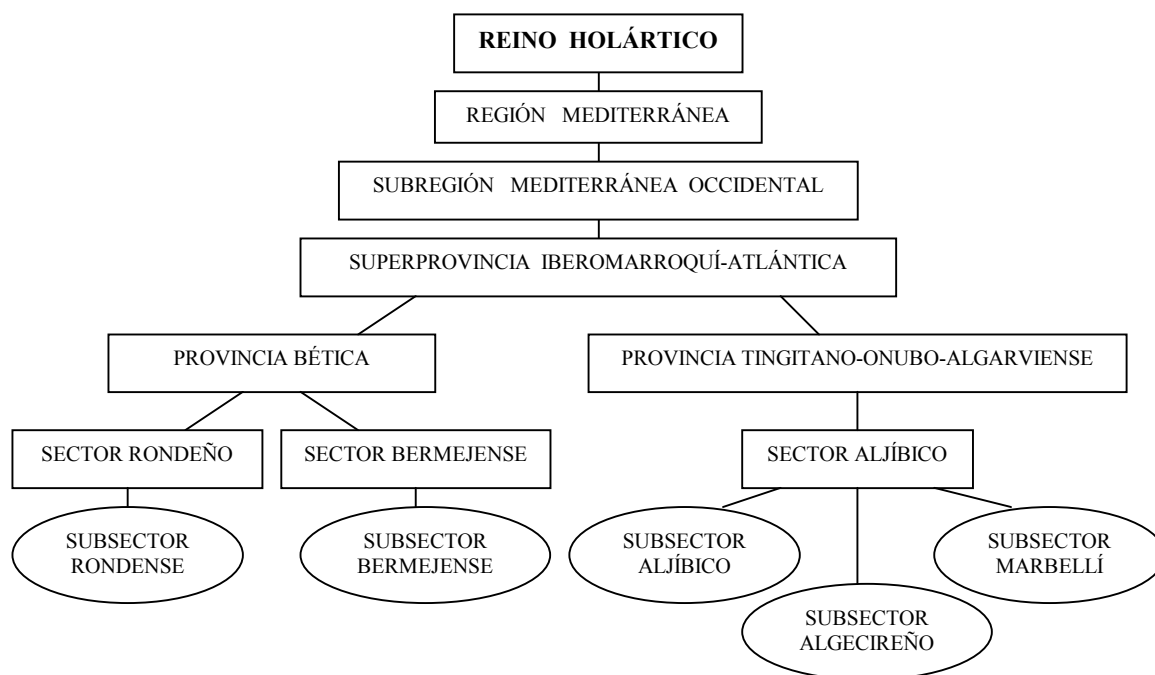 REINO HOLÁRTICO
REGIÓN MEDITERRÁNEA
SUBREGIÓN MEDITERRÁNEA OCCIDENTAL
SUPERPROVINCIA IBEROMARROQUÍ-ATLÁNTICA
PROVINCIA BÉTICA
PROVINCIA TINGITANO-ONUBO-ALGARVIENSE
SECTOR RONDEÑO
SECTOR BERMEJENSE
SECTOR ALJÍBICO
SUBSECTOR
RONDENSE
SUBSECTOR
BERMEJENSE
SUBSECTOR
ALJÍBICO
SUBSECTOR
MARBELLÍ
SUBSECTOR
ALGECIREÑO